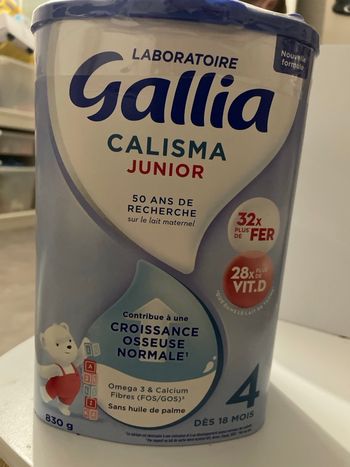 LABORATOIRE
Gallia
Nouvelle
formule
CALISMA
JUNIOR
50 ANS DE
RECHERCHE
sur le lait maternel
32x
PLUS
DE FER
28x PLUS
DE
VIT.D
Contribue à une
CROISSANCE
OSSEUSE
NORMALE¹
Omega 3 & Calcium
Fibres (FOS/GOS)²
Sans huile de palme
4
DÈS 18 MOIS
830 g